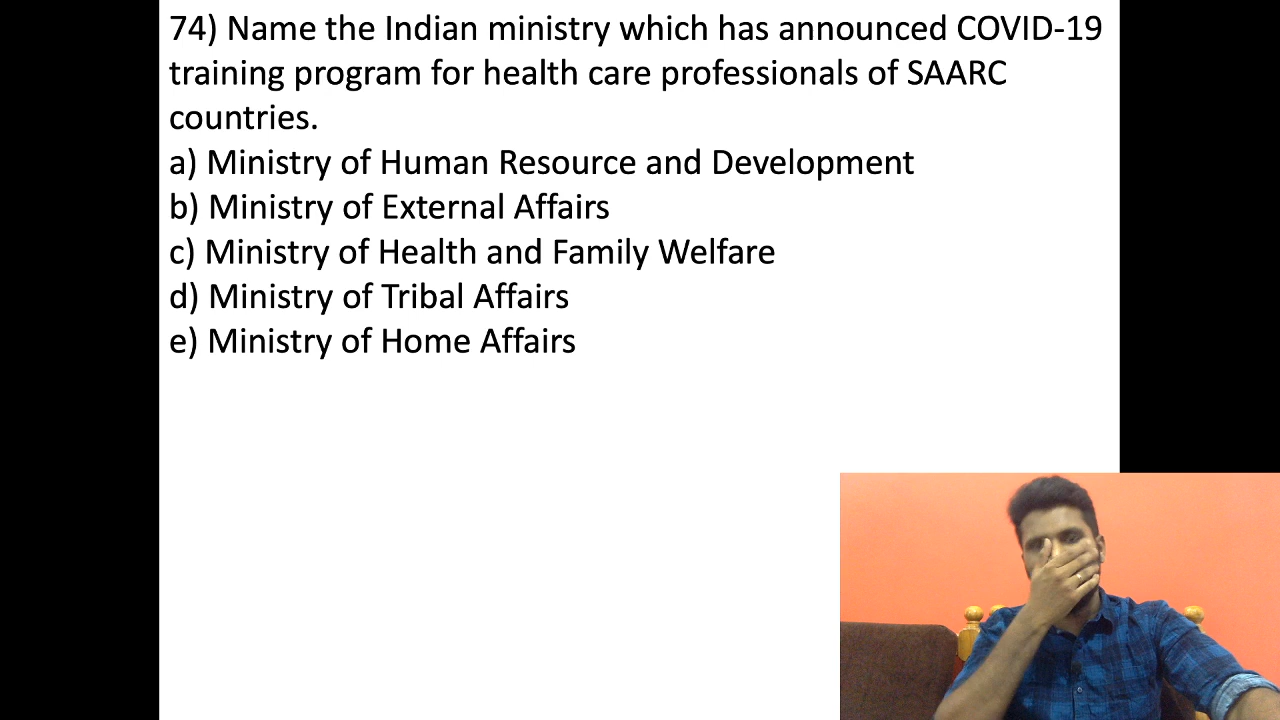 74) Name the Indian ministry which has announced COVID-19
training program for health care professionals of SAARC
countries.
a) Ministry of Human Resource and Development
b) Ministry of External Affairs
c) Ministry of Health and Family Welfare
d) Ministry of Tribal Affairs
e) Ministry of Home Affairs